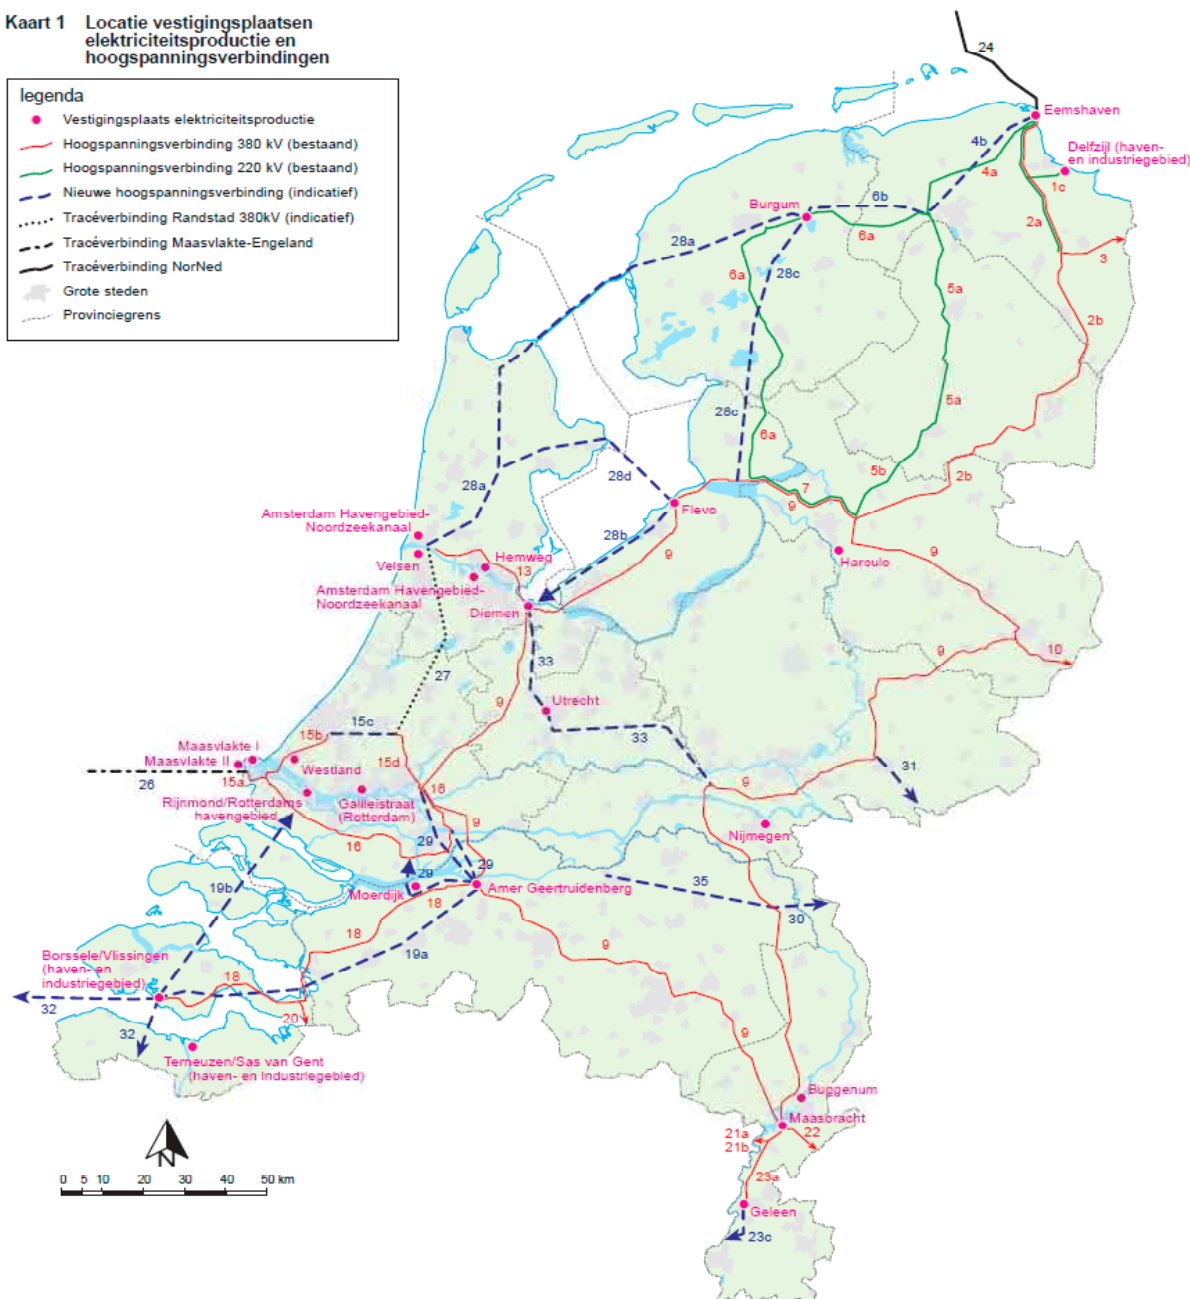 Kaart 1 Locatie vestigingsplaatsen
elektriciteitsproductie en
hoogspanningsverbindingen
legenda
Vestigingsplaats elektriciteitsproductie
Hoogspanningsverbinding 380 kV (bestaand)
Hoogspanningsverbinding 220 kV (bestaand)
Nieuwe hoogspanningsverbinding (indicatief)
Tracéverbinding Randstad 380kV (indicatief)
Tracéverbinding Maasvlakte-Engeland
Tracéverbinding NorNed
Grote steden
Provinciegrens
24
Eemshaven
4b
Delfzijl (haven-
en industriegebied)
4a
1c
6b
Burgum
2a
6a
28a
3
6a
28c
5a
2b
28c
5a
6a
5b
2b
28d
7
28a
9
Flevo
Amsterdam Havengebied-
Noordzeekanaal
28b
9
Hemweg
Velsen
13
9
Amsterdam Havengebied-
Noordzeekanaal
Diemen
33
9
10
27
9
Utrecht
15c
33
15b
Maasvlakte I
Maasvlakte II
15d
Westland
31
15a
26
16
9
Rijnmond/Rotterdams
havengebied
Galileistraat
(Rotterdam)
9
Nijmegen
16
29
29
29
35
19b
Moerdijk
Amer Geertruidenberg
18
30
18
9
19a
Borssele/Vlissingen
(haven- en
industriegebied)
18
32
20
32
9
Terneuzen/Sas van Gent
(haven- en industriegebied)
Buggenum
Maasbracht
21a
22
21b
N
23a
0 5 10 20 30 40 50 km
Geleen
23c